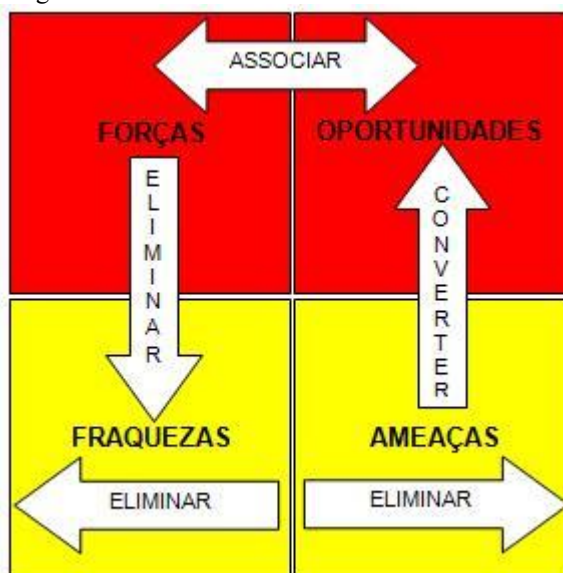 ASSOCIAR
FORÇAS
OPORTUNIDADES
ELIMINAR
CONVERTER
FRAQUEZAS
AMEAÇAS
ELIMINAR
ELIMINAR